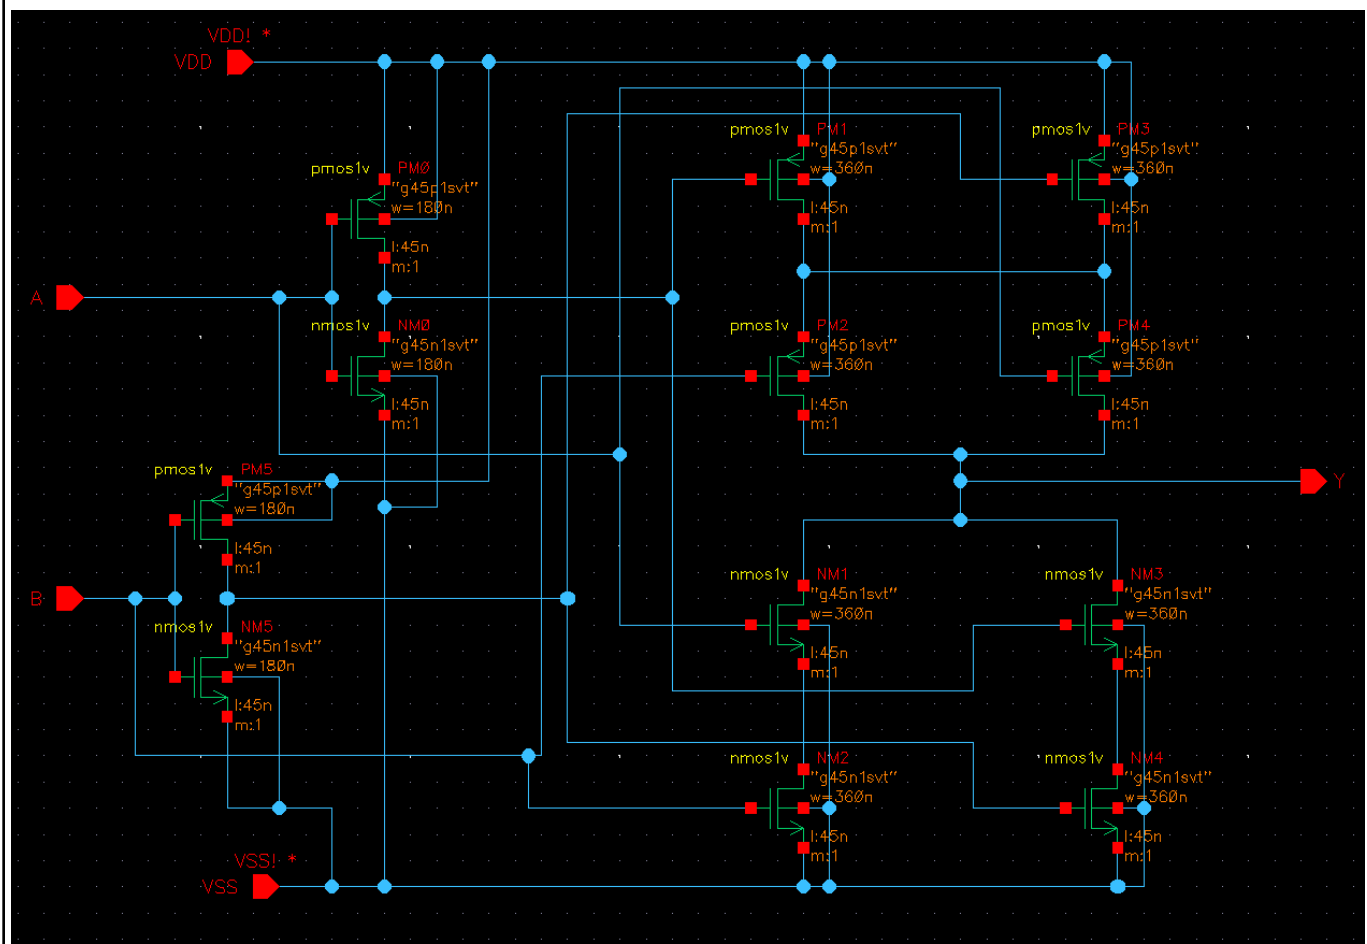 VDD! *
VDD
pmos1v PM0
"g45p1svt"
w=180n
l:45n
m:1
A
nmos1v NM0
"g45n1svt"
w=180n
l:45n
m:1
pmos1v PM5
"g45p1svt"
w=180n
l:45n
m:1
B
nmos1v NM5
"g45n1svt"
w=180n
l:45n
m:1
VSS! *
VSS
pmos1v PM1
"g45p1svt"
w=360n
l:45n
m:1
pmos1v PM3
"g45p1svt"
w=360n
l:45n
m:1
pmos1v PM2
"g45p1svt"
w=360n
l:45n
m:1
pmos1v PM4
"g45p1svt"
w=360n
l:45n
m:1
Y
nmos1v NM1
"g45n1svt"
w=360n
l:45n
m:1
nmos1v NM3
"g45n1svt"
w=360n
l:45n
m:1
nmos1v NM2
"g45n1svt"
w=360n
l:45n
m:1
nmos1v NM4
"g45n1svt"
w=360n
l:45n
m:1